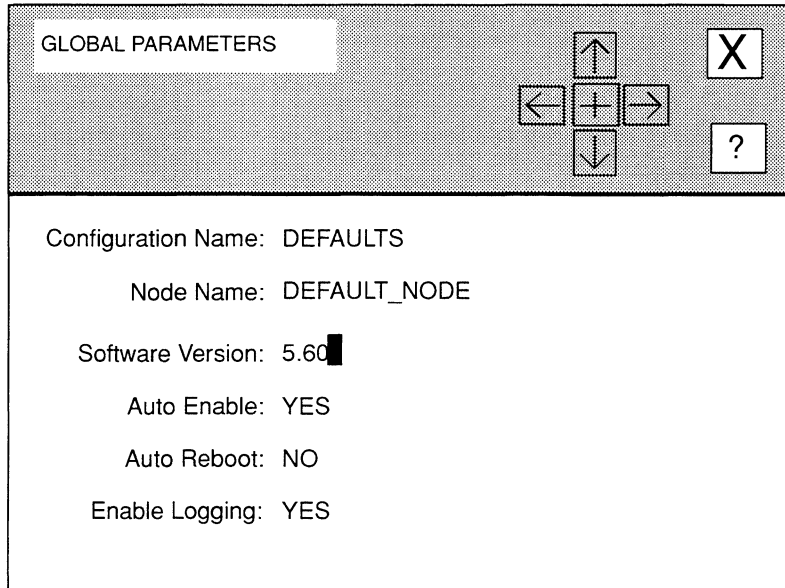 GLOBAL PARAMETERS
X
?
Configuration Name: DEFAULTS
Node Name: DEFAULT_NODE
Software Version: 5.60
Auto Enable: YES
Auto Reboot: NO
Enable Logging: YES